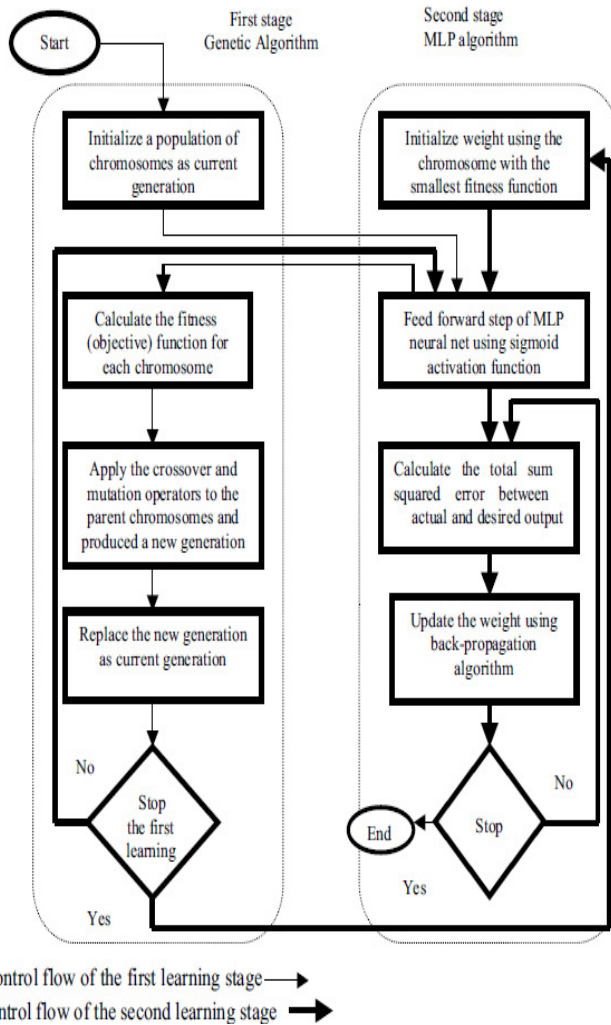 First stage
Genetic Algorithm
Second stage
MLP algorithm
Start
Initialize a population of
chromosomes as current
generation
Initialize weight using the
chromosome with the
smallest fitness function
Calculate the fitness
(objective) function for
each chromosome
Feed forward step of MLP
neural net using sigmoid
activation function
Apply the crossover and
mutation operators to the
parent chromosomes and
produced a new generation
Calculate the total sum
squared error between
actual and desired output
Replace the new generation
as current generation
Update the weight using
back-propagation
algorithm
No
Stop
the first
learning
Yes
No
Stop
End
Yes
ontrol flow of the first learning stage
ontrol flow of the second learning stage